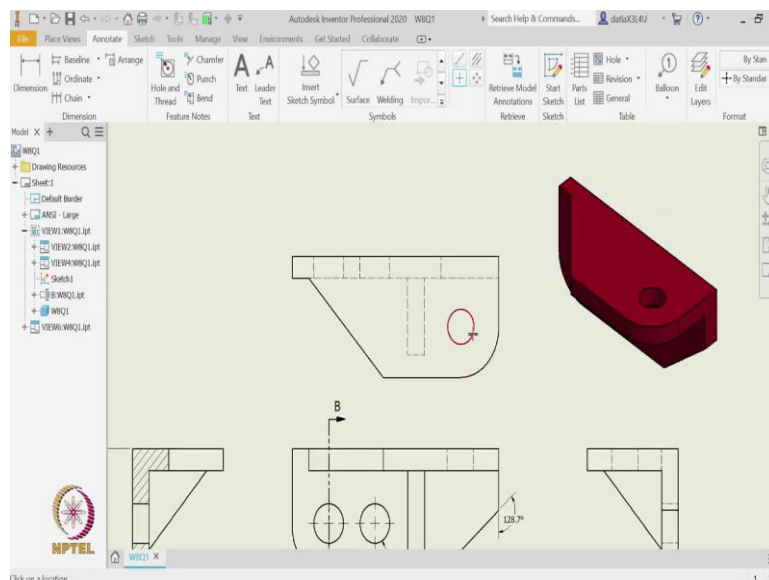 Autodesk Inventor Professional 2020 W8Q1
Search Help & Commands...
datlaX3L4U
File Place Views Annotate Sketch Tools Manage View Environments Get Started Collaborate
Baseline
Arrange
Ordinate
Chain
Dimension
Dimension
Hole and Thread
Chamfer
Punch
Bend
Feature Notes
Text
Leader Text
Text
Insert Sketch Symbol
Surface
Welding
Impor...
Symbols
Retrieve Model Annotations
Retrieve
Start Sketch
Sketch
Parts List
Hole
Revision
General
Table
Balloon
Edit Layers
By Stan
By Standar
Format
Model
W8Q1
Drawing Resources
Sheet:1
Default Border
ANSI - Large
VIEW1:W8Q1.ipt
VIEW2:W8Q1.ipt
VIEW4:W8Q1.ipt
Sketch1
B:W8Q1.ipt
W8Q1
VIEW6:W8Q1.ipt
B
128.7°
NPTEL
W8Q1
Click on a location
1